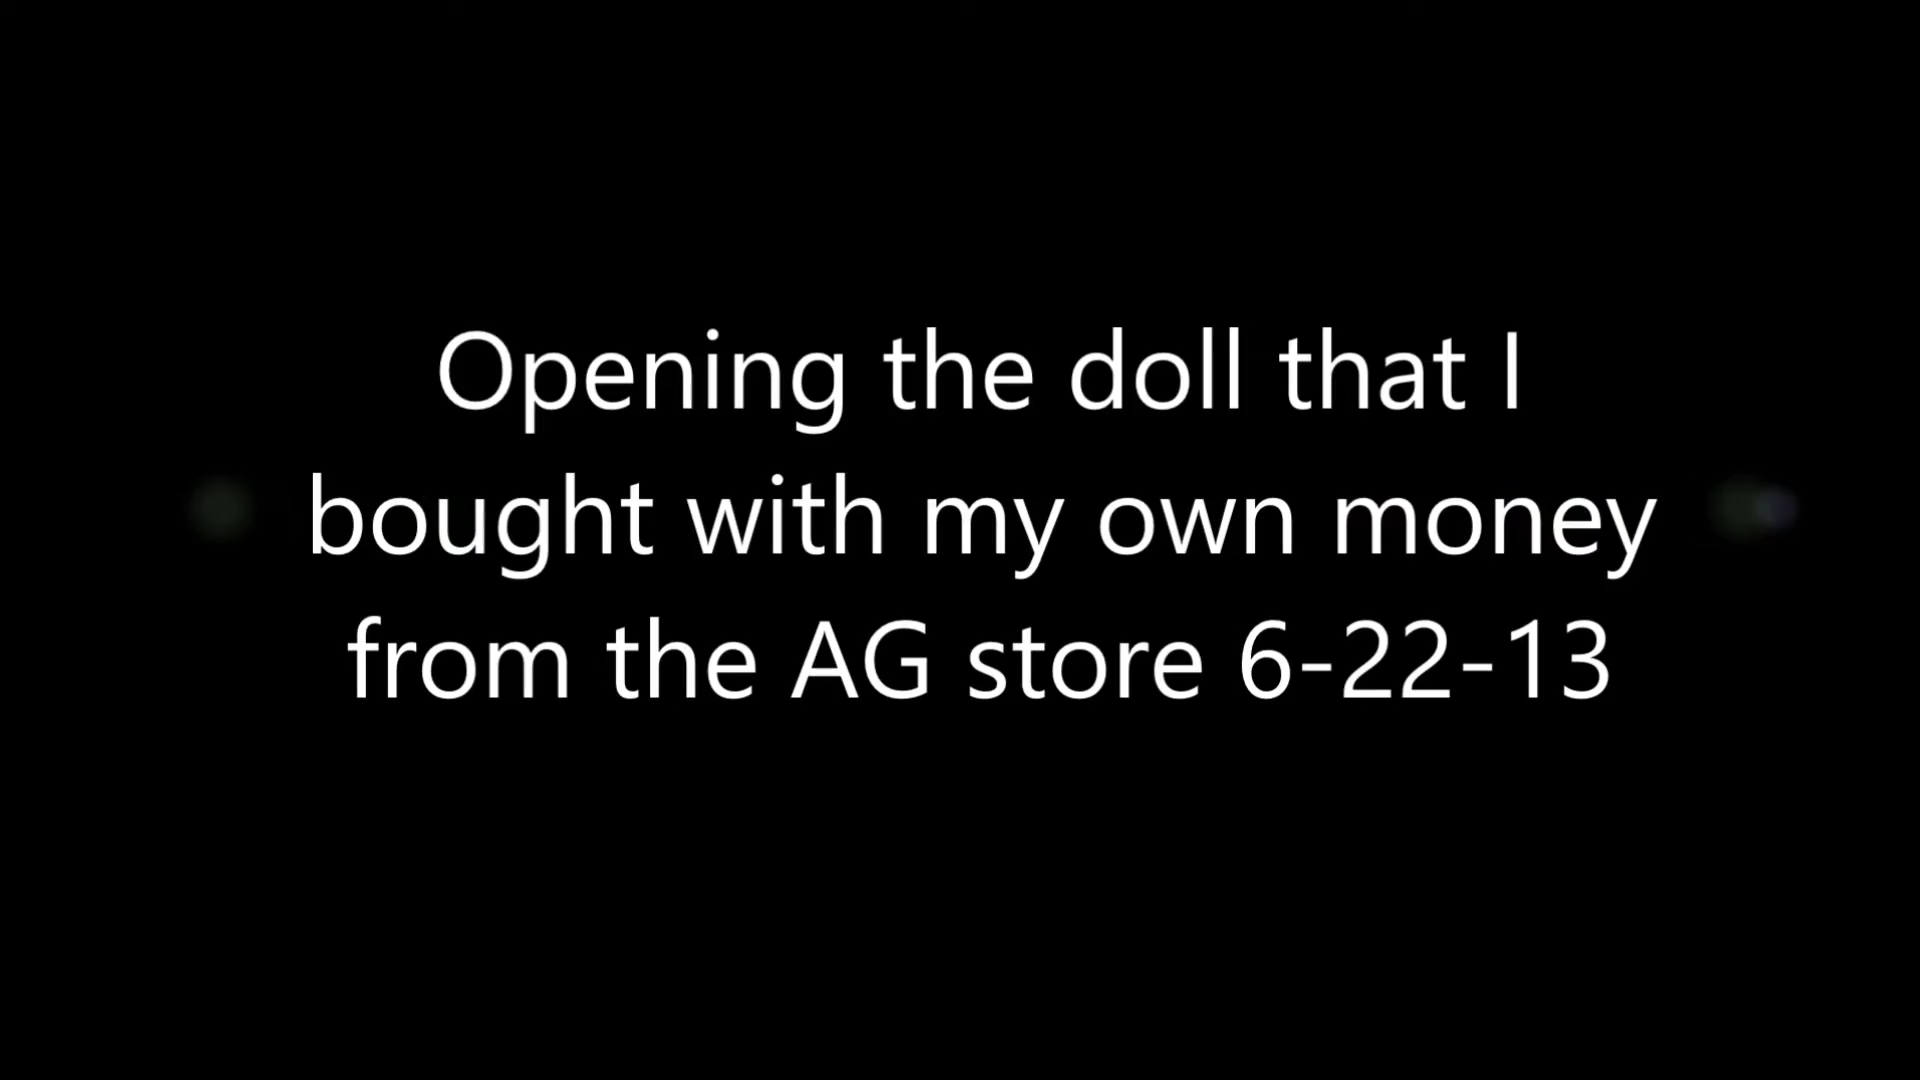 Opening the doll that I
bought with my own money
from the AG store 6-22-13